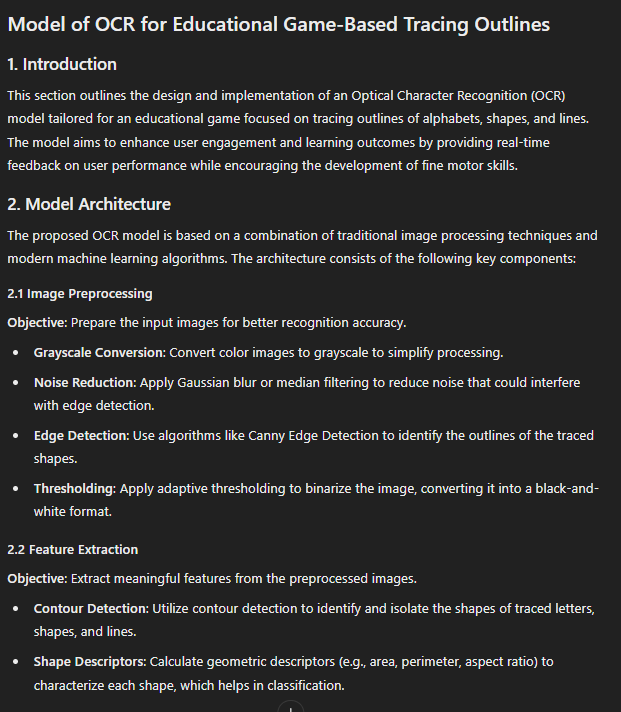 Model of OCR for Educational Game-Based Tracing Outlines
1. Introduction
This section outlines the design and implementation of an Optical Character Recognition (OCR)
model tailored for an educational game focused on tracing outlines of alphabets, shapes, and lines.
The model aims to enhance user engagement and learning outcomes by providing real-time
feedback on user performance while encouraging the development of fine motor skills.
2. Model Architecture
The proposed OCR model is based on a combination of traditional image processing techniques and
modern machine learning algorithms. The architecture consists of the following key components:
2.1 Image Preprocessing
Objective: Prepare the input images for better recognition accuracy.
• Grayscale Conversion: Convert color images to grayscale to simplify processing.
• Noise Reduction: Apply Gaussian blur or median filtering to reduce noise that could interfere
with edge detection.
• Edge Detection: Use algorithms like Canny Edge Detection to identify the outlines of the traced
shapes.
• Thresholding: Apply adaptive thresholding to binarize the image, converting it into a black-and-
white format.
2.2 Feature Extraction
Objective: Extract meaningful features from the preprocessed images.
• Contour Detection: Utilize contour detection to identify and isolate the shapes of traced letters,
shapes, and lines.
• Shape Descriptors: Calculate geometric descriptors (e.g., area, perimeter, aspect ratio) to
characterize each shape, which helps in classification.